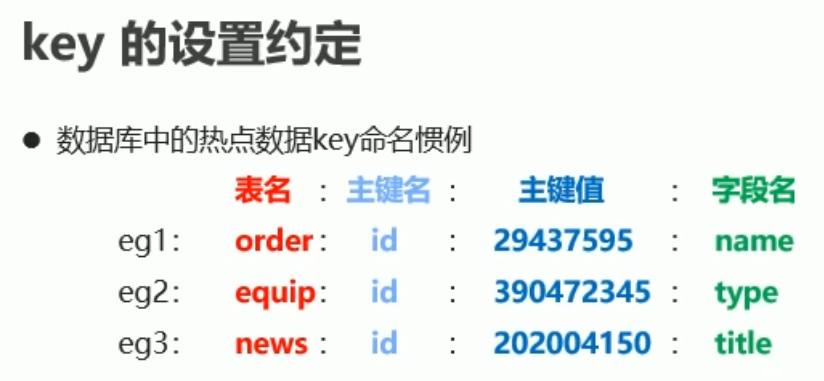 key 的设置约定
● 数据库中的热点数据key命名惯例
表名 : 主键名 : 主键值 : 字段名
eg1: order: id : 29437595 : name
eg2: equip: id : 390472345 : type
eg3: news : id : 202004150 : title